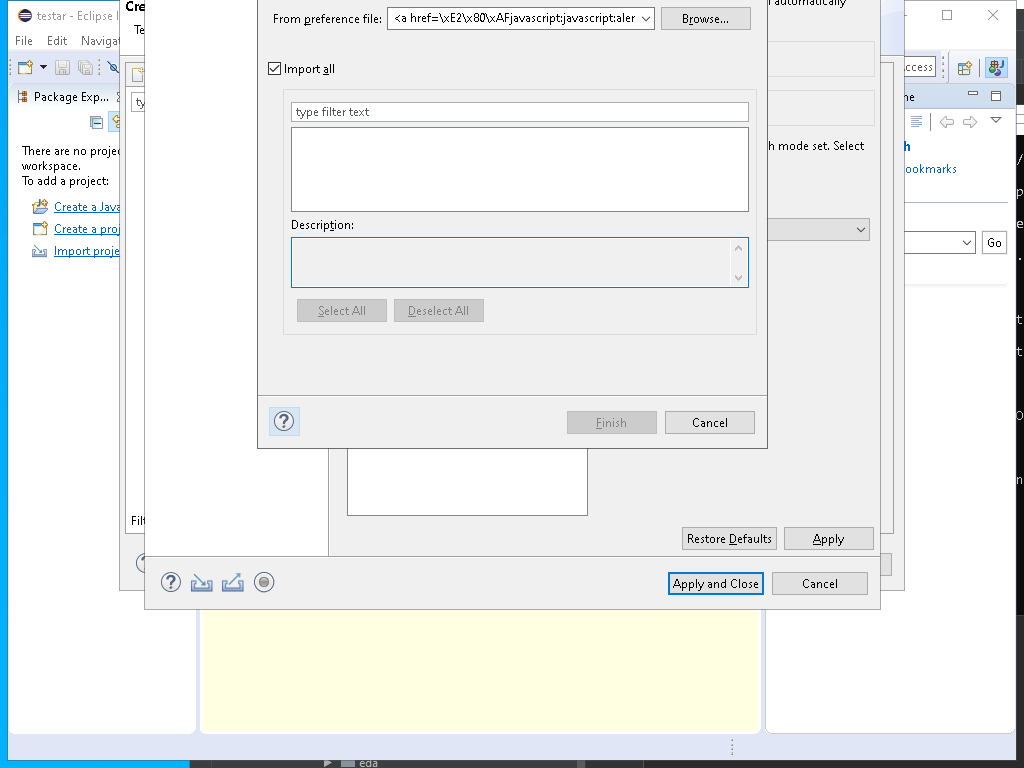 testar - Eclipse I
Cre
Te
automatically
From preference file:
<a href=\xE2\x80\xAFjavascript:javascript:aler
Browse...
File Edit Navigat
Import all
ccess
Package Exp...
ty
type filter text
ne
There are no projec
workspace.
To add a project:
h mode set. Select
h
ookmarks
Create a Java
Create a proj
Import proje
Description:
Go
Select All
Deselect All
Finish
Cancel
Filt
Restore Defaults
Apply
Apply and Close
Cancel
eda